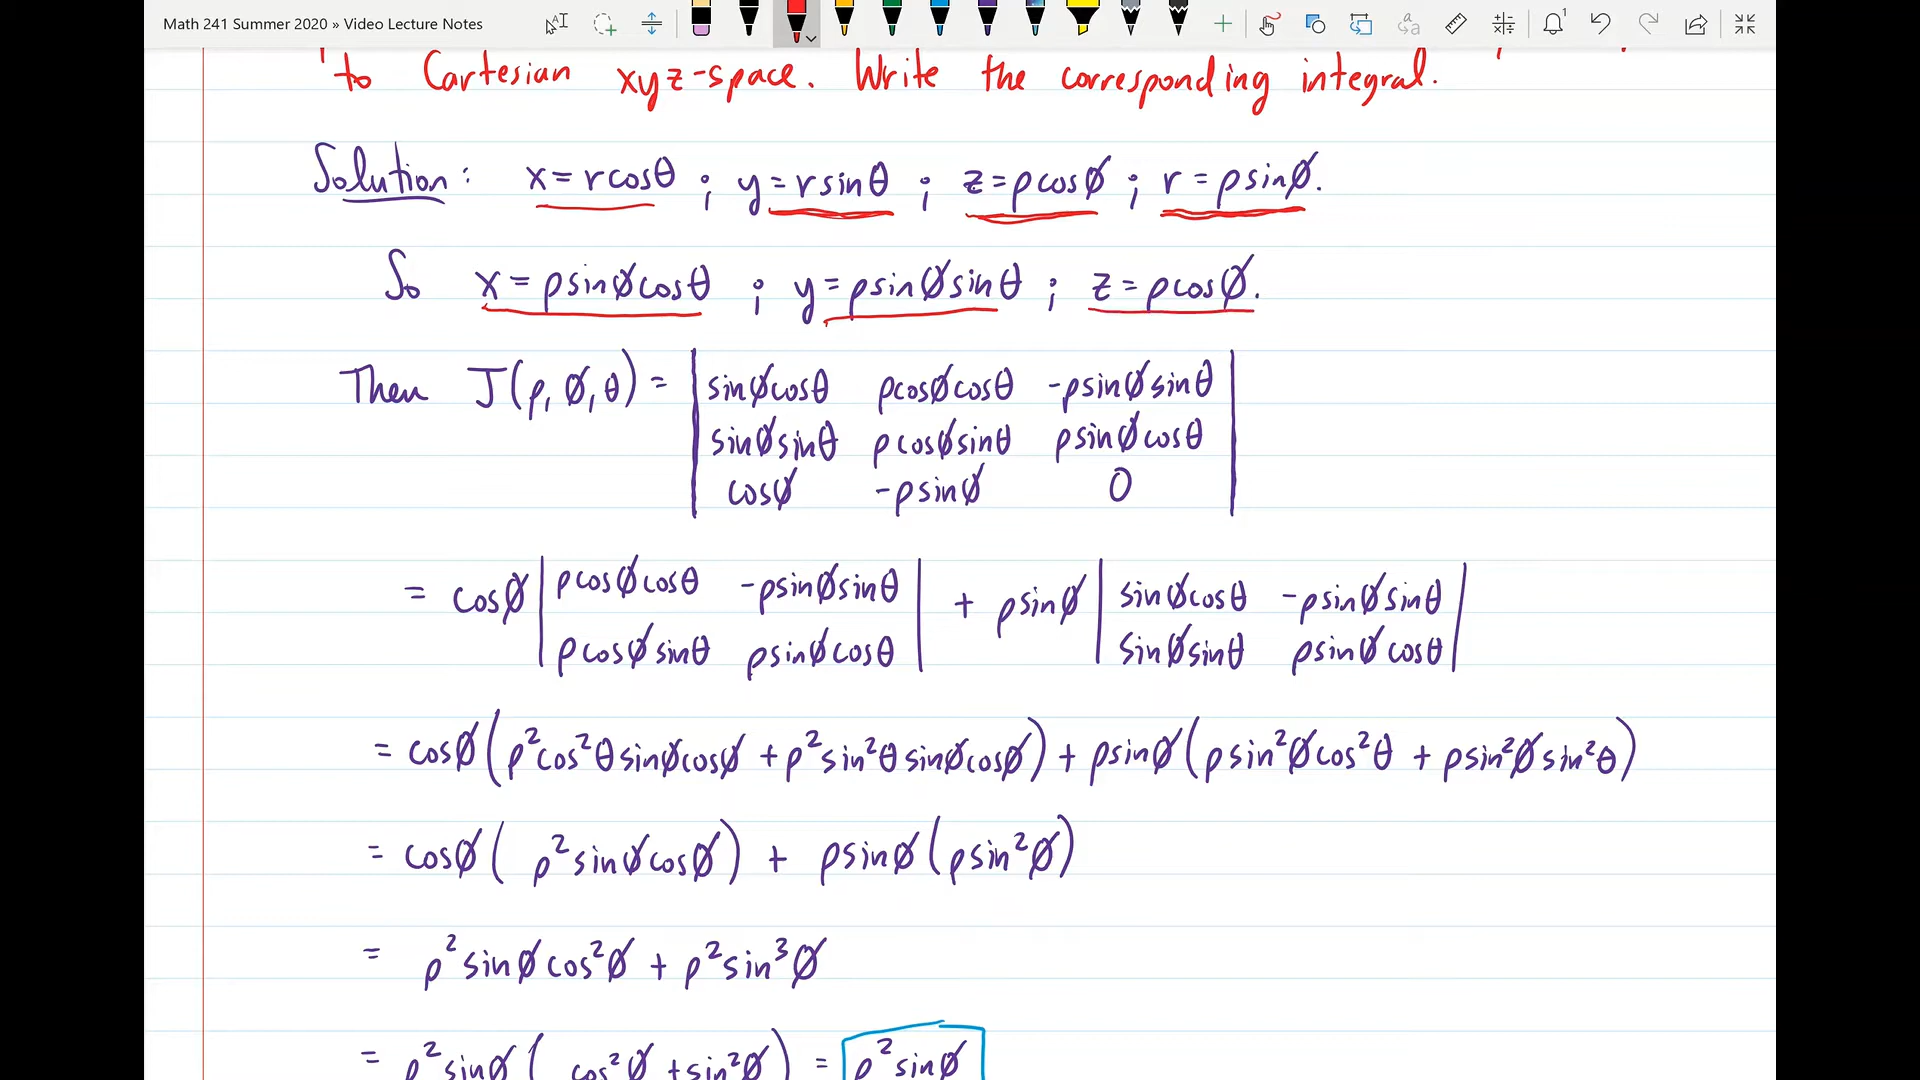 Math 241 Summer 2020 » Video Lecture Notes
to Cartesian xyz-space. Write the corresponding integral.
Solution: x=rcosθ ; y=rsinθ ; z=ρcosϕ ; r=ρsinϕ.
So x=ρsinϕcosθ ; y=ρsinϕsinθ ; z=ρcosϕ.
Then J(ρ,ϕ,θ) = | sinϕcosθ ρcosϕcosθ -ρsinϕsinθ |
| sinϕsinθ ρcosϕsinθ ρsinϕcosθ |
| cosϕ -ρsinϕ 0 |
= cosϕ | ρcosϕcosθ -ρsinϕsinθ | + ρsinϕ | sinϕcosθ -ρsinϕsinθ |
| ρcosϕsinθ ρsinϕcosθ | | sinϕsinθ ρsinϕcosθ |
= cosϕ(ρ²cos²θsinϕcosϕ + ρ²sin²θsinϕcosϕ) + ρsinϕ(ρsin²ϕcos²θ + ρsin²ϕsin²θ)
= cosϕ( ρ²sinϕcosϕ) + ρsinϕ(ρsin²ϕ)
= ρ²sinϕcos²ϕ + ρ²sin³ϕ
= ρ²sinϕ( cos²ϕ +sin²ϕ) = ρ²sinϕ